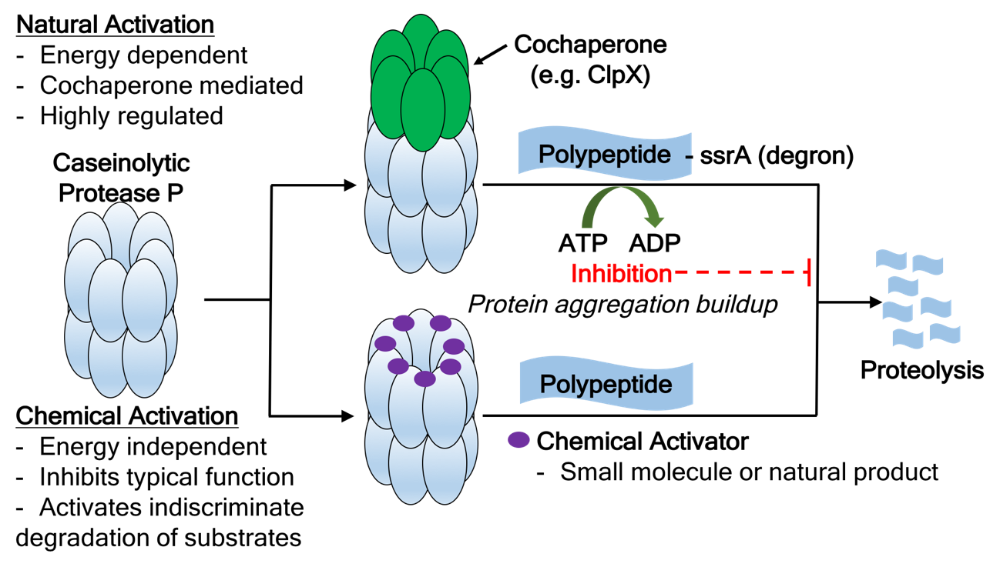 Natural Activation
- Energy dependent
- Cochaperone mediated
- Highly regulated
Caseinolytic
Protease P
Cochaperone
(e.g. ClpX)
Polypeptide - ssrA (degron)
ATP ADP
Inhibition
Protein aggregation buildup
Proteolysis
Chemical Activation
- Energy independent
- Inhibits typical function
- Activates indiscriminate
degradation of substrates
Polypeptide
Chemical Activator
- Small molecule or natural product